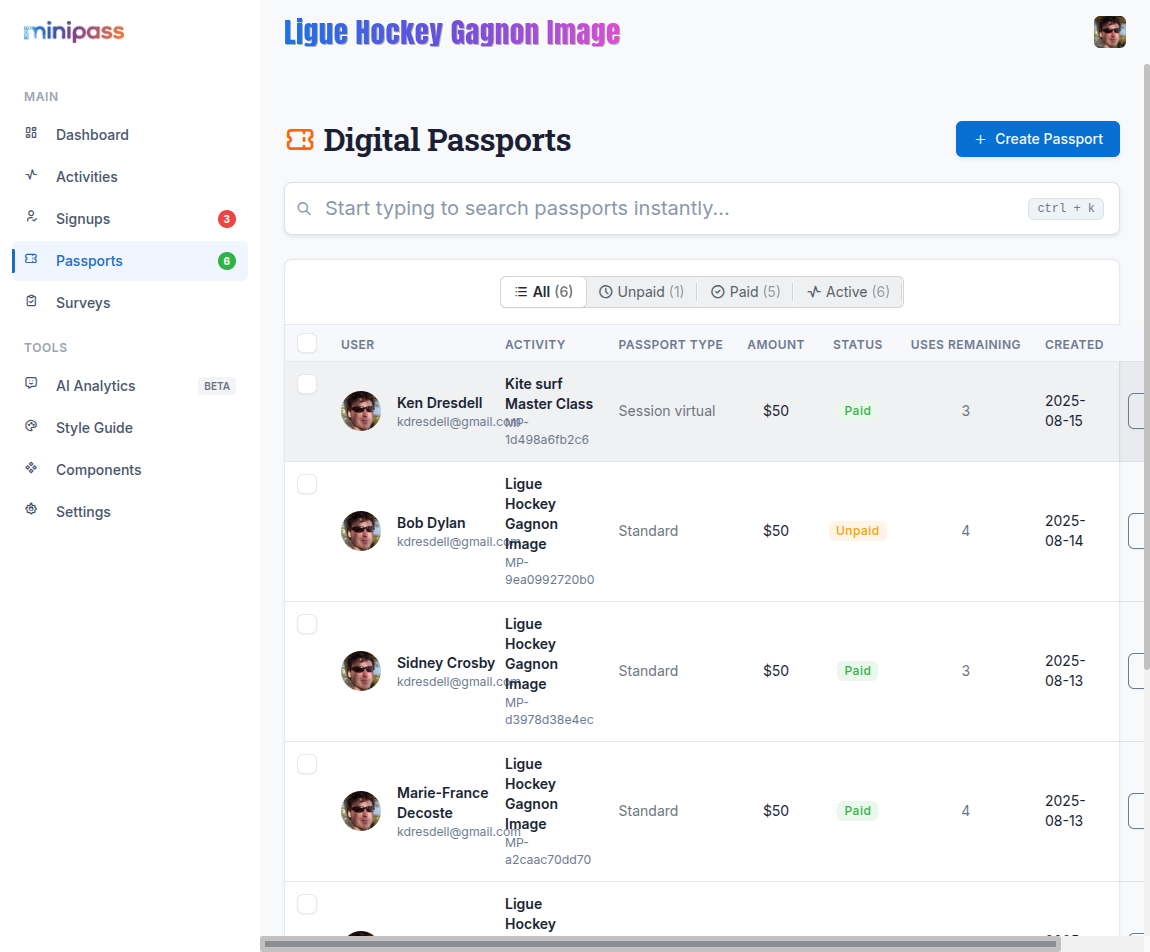 minipass
Ligue Hockey Gagnon Image
MAIN
Dashboard
Activities
Signups 3
Passports 6
Surveys
TOOLS
AI Analytics BETA
Style Guide
Components
Settings
Digital Passports
+ Create Passport
Start typing to search passports instantly...
ctrl + k
All (6) Unpaid (1) Paid (5) Active (6)
USER ACTIVITY PASSPORT TYPE AMOUNT STATUS USES REMAINING CREATED
Ken Dresdell
kdresdell@gmail.com
Kite surf
Master Class
MP-
1d498a6fb2c6
Session virtual
$50
Paid
3
2025-
08-15
Bob Dylan
kdresdell@gmail.com
Ligue
Hockey
Gagnon
Image
MP-
9ea0992720b0
Standard
$50
Unpaid
4
2025-
08-14
Sidney Crosby
kdresdell@gmail.com
Ligue
Hockey
Gagnon
Image
MP-
d3978d38e4ec
Standard
$50
Paid
3
2025-
08-13
Marie-France
Decoste
kdresdell@gmail.com
Ligue
Hockey
Gagnon
Image
MP-
a2caac70dd70
Standard
$50
Paid
4
2025-
08-13
Ligue
Hockey